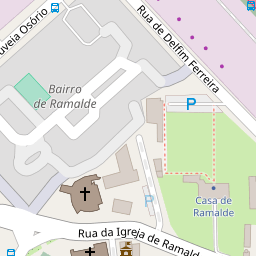 uveia Osório
Rua de Delfim Ferreira
Bairro
de Ramalde
P
Casa de
Ramalde
P
Rua da Igreja de Ramald